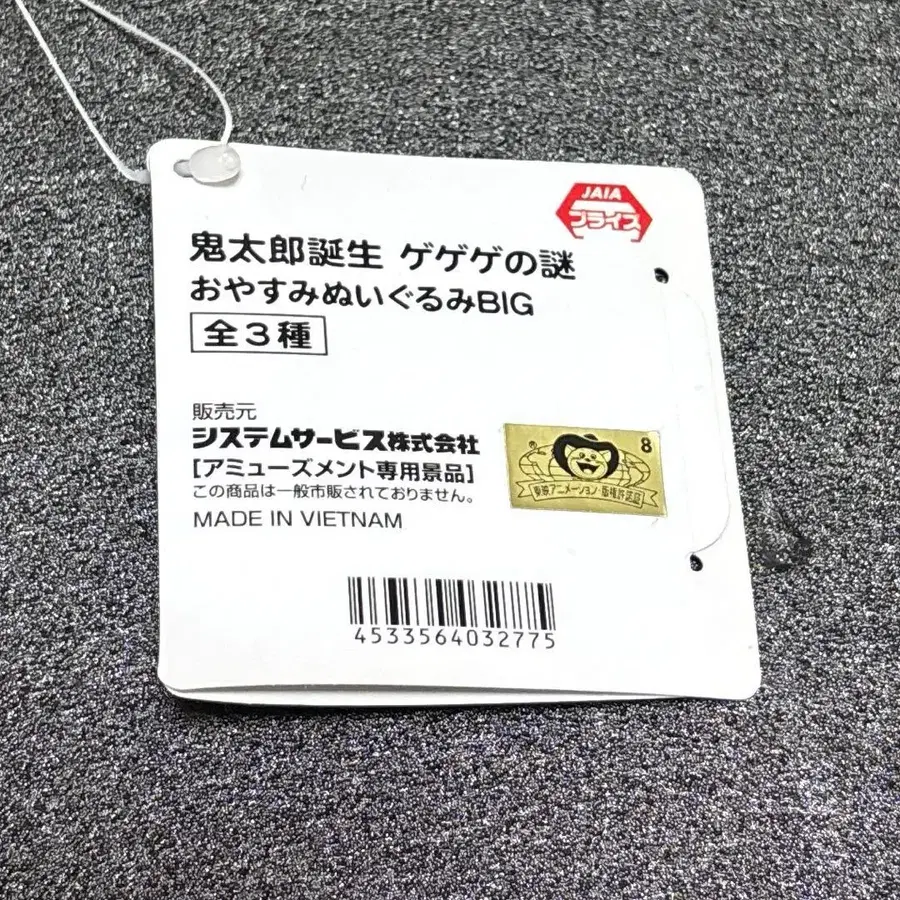 JAIA
プライズ
鬼太郎誕生 ゲゲゲの謎
おやすみぬいぐるみBIG
全3種
販売元
システムサービス株式会社
[アミューズメント専用景品]
この商品は一般市販されておりません。
MADE IN VIETNAM
8
®
東映アニメーション・版権許諾証
4533564032775